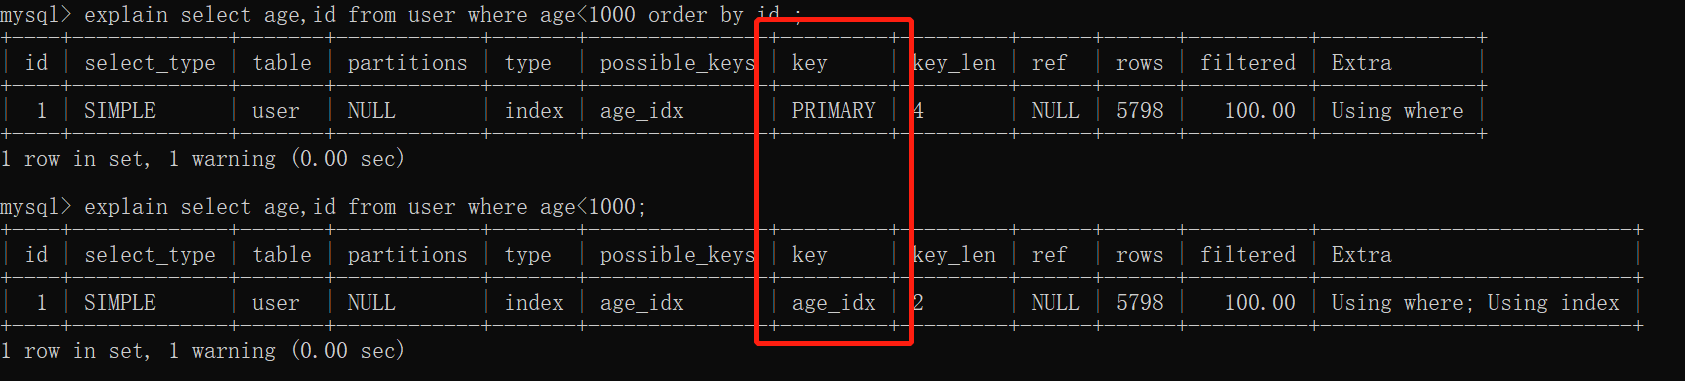 mysql> explain select age,id from user where age<1000 order by id ;
+----+-------------+-------+------------+-------+---------------+---------+---------+------+------+----------+-------------+
| id | select_type | table | partitions | type | possible_keys | key | key_len | ref | rows | filtered | Extra |
+----+-------------+-------+------------+-------+---------------+---------+---------+------+------+----------+-------------+
| 1 | SIMPLE | user | NULL | index | age_idx | PRIMARY | 4 | NULL | 5798 | 100.00 | Using where |
+----+-------------+-------+------------+-------+---------------+---------+---------+------+------+----------+-------------+
1 row in set, 1 warning (0.00 sec)
mysql> explain select age,id from user where age<1000;
+----+-------------+-------+------------+-------+---------------+---------+---------+------+------+----------+--------------------------+
| id | select_type | table | partitions | type | possible_keys | key | key_len | ref | rows | filtered | Extra |
+----+-------------+-------+------------+-------+---------------+---------+---------+------+------+----------+--------------------------+
| 1 | SIMPLE | user | NULL | index | age_idx | age_idx | 2 | NULL | 5798 | 100.00 | Using where; Using index |
+----+-------------+-------+------------+-------+---------------+---------+---------+------+------+----------+--------------------------+
1 row in set, 1 warning (0.00 sec)